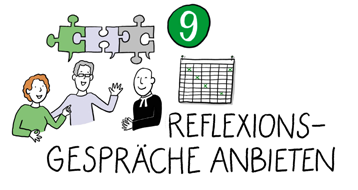 9
REFLEXIONS-
GESPRÄCHE ANBIETEN